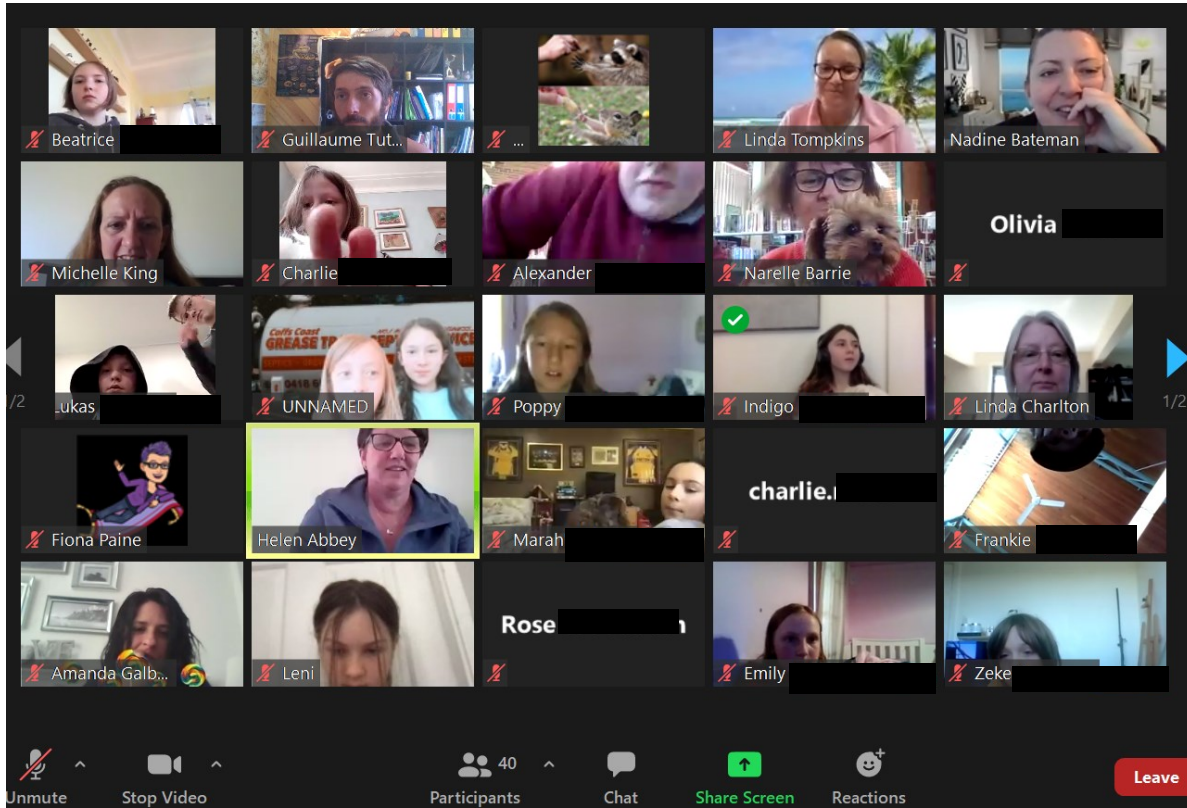 Beatrice
Guillaume Tut...
...
Linda Tompkins
Nadine Bateman
Michelle King
Charlie
Alexander
Narelle Barrie
Olivia
Lukas
Coffs Coast
UNNAMED
Poppy
Indigo
Linda Charlton
/2
1/2
Fiona Paine
Helen Abbey
Marah
charlie.
Frankie
Amanda Galb...
Leni
Rose n
Emily
Zeke
40
Unmute
Stop Video
Participants
Chat
Share Screen
Reactions
Leave